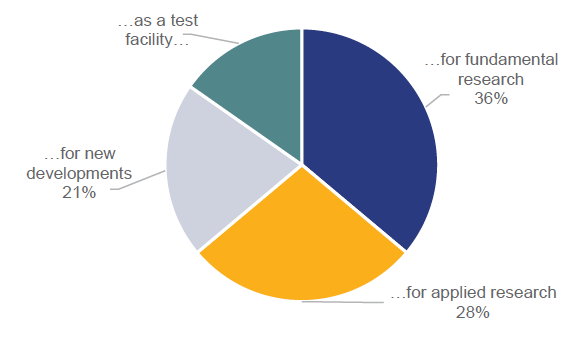 …as a test
facility…
…for fundamental
research
36%
…for new
developments
21%
…for applied research
28%